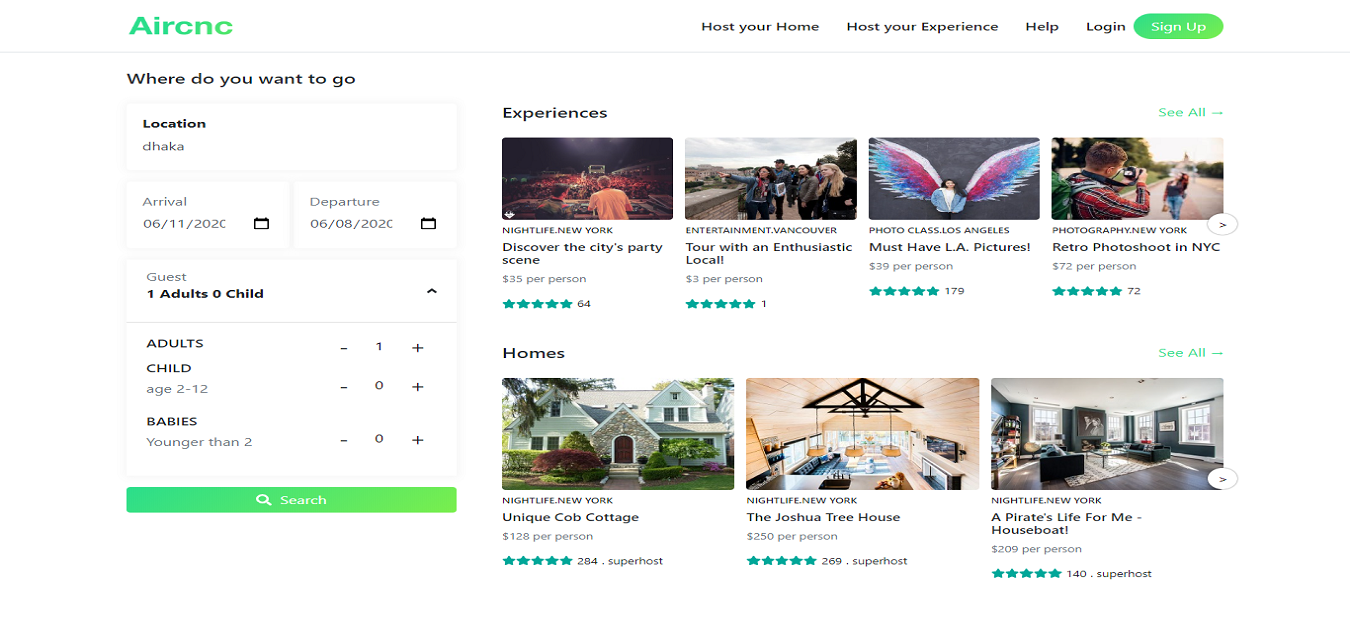 Aircnc
Host your Home
Host your Experience
Help
Login
Sign Up
Where do you want to go
Location
dhaka
Arrival
06/11/2020
Departure
06/08/2020
Guest
1 Adults 0 Child
ADULTS
- 1 +
CHILD
age 2-12
- 0 +
BABIES
Younger than 2
- 0 +
Search
Experiences
See All →
NIGHTLIFE.NEW YORK
Discover the city's party
scene
$35 per person
64
ENTERTAINMENT.VANCOUVER
Tour with an Enthusiastic
Local!
$3 per person
1
PHOTO CLASS.LOS ANGELES
Must Have L.A. Pictures!
$39 per person
179
PHOTOGRAPHY.NEW YORK
Retro Photoshoot in NYC
$72 per person
72
>
Homes
See All →
NIGHTLIFE.NEW YORK
Unique Cob Cottage
$128 per person
284 . superhost
NIGHTLIFE.NEW YORK
The Joshua Tree House
$250 per person
269 . superhost
NIGHTLIFE.NEW YORK
A Pirate's Life For Me -
Houseboat!
$209 per person
140 . superhost
>